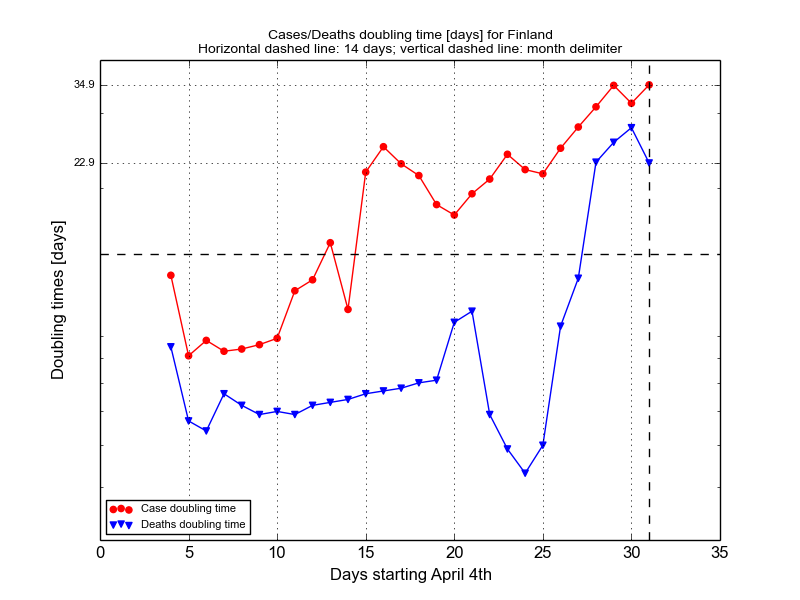 Cases/Deaths doubling time [days] for Finland
Horizontal dashed line: 14 days; vertical dashed line: month delimiter
34.9
22.9
Doubling times [days]
Case doubling time
Deaths doubling time
0 5 10 15 20 25 30 35
Days starting April 4th